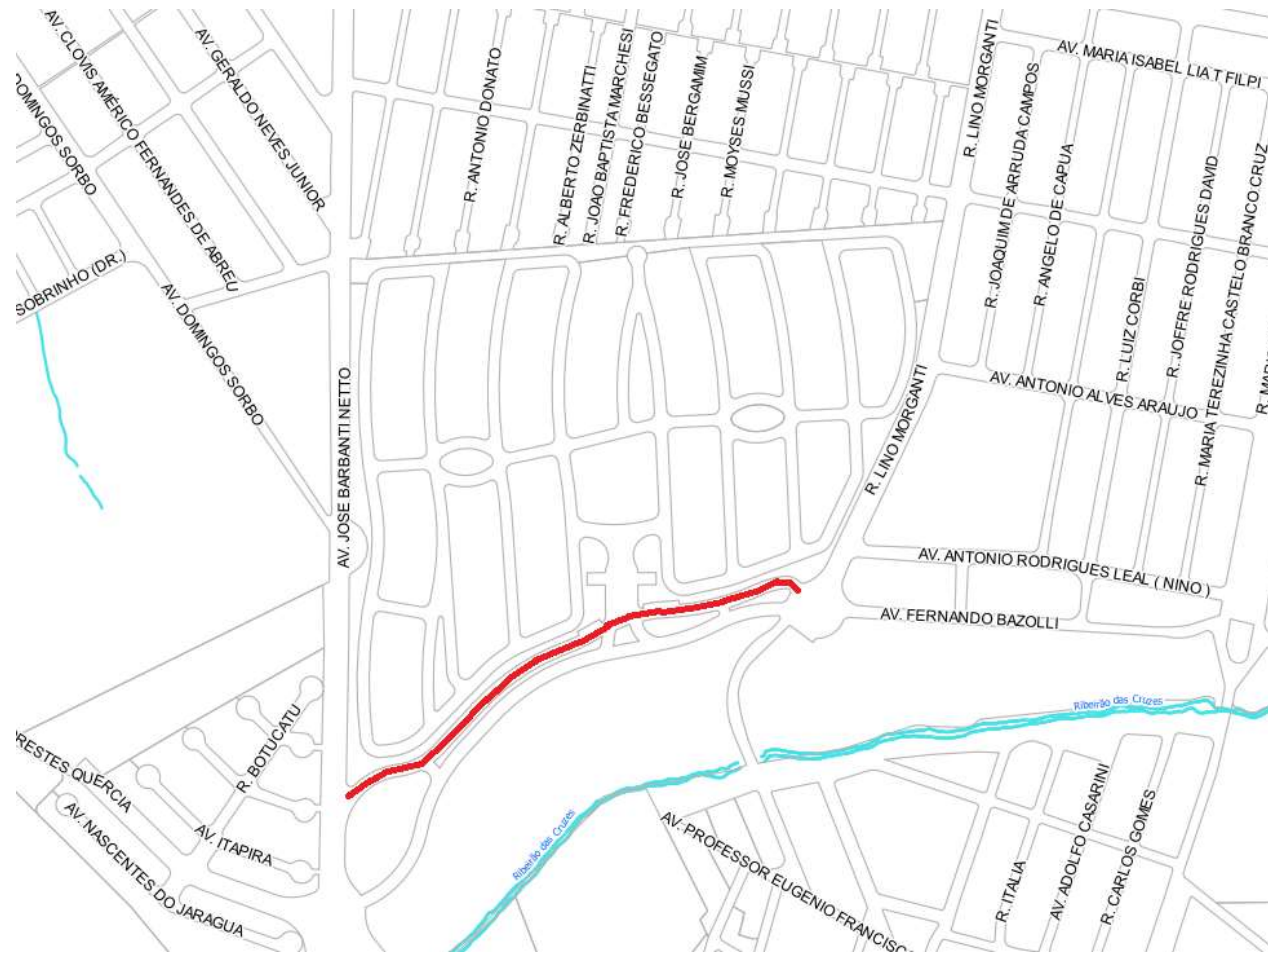 AV. CLOVIS AMÉRICO FERNANDES DE ABREU
AV. GERALDO NEVES JUNIOR
DOMINGOS SORBO
SOBRINHO (DR.)
AV. DOMINGOS SORBO
AV. JOSE BARBANTI NETTO
R. ANTONIO DONATO
R. ALBERTO ZERBINATTI
R. JOAO BAPTISTA MARCHESI
R. FREDERICO BESSEGATO
R. JOSE BERGAMIM
R. MOYSES MUSSI
R. LINO MORGANTI
AV. MARIA ISABEL LIA T FILPI
R. JOAQUIM DE ARRUDA CAMPOS
R. ANGELO DE CAPUA
R. LUIZ CORBI
R. JOFFRE RODRIGUES DAVID
R. MARIA TEREZINHA CASTELO BRANCO CRUZ
AV. ANTONIO ALVES ARAUJO
R. LINO MORGANTI
AV. ANTONIO RODRIGUES LEAL ( NINO )
AV. FERNANDO BAZOLLI
Ribeirão das Cruzes
Ribeirão das Cruzes
RESTES QUERCIA
R. BOTUCATU
AV. ITAPIRA
AV. NASCENTES DO JARAGUA
AV. PROFESSOR EUGENIO FRANCISC
R. ITALIA
AV. ADOLFO CASARINI
R. CARLOS GOMES